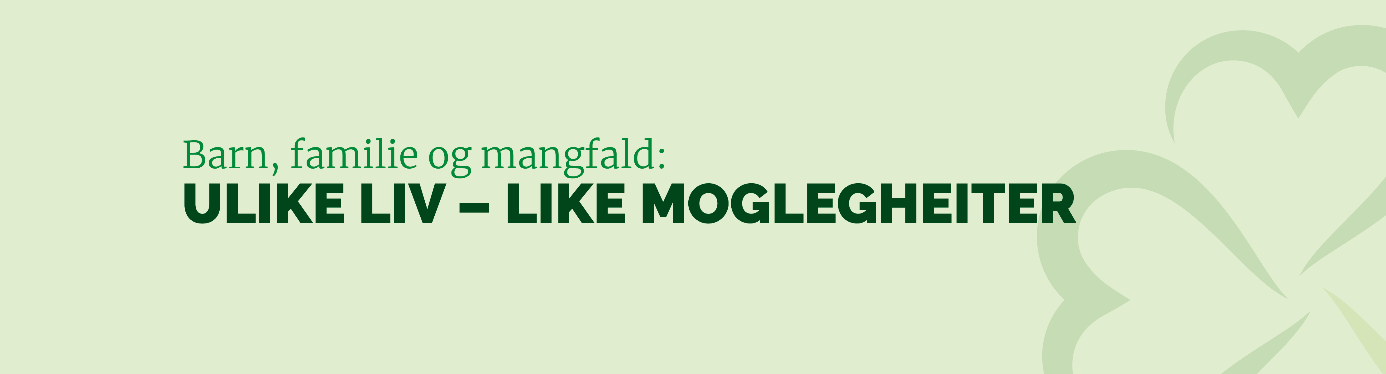 Barn, familie og mangfald:
ULIKE LIV – LIKE MOGLEGHEITER